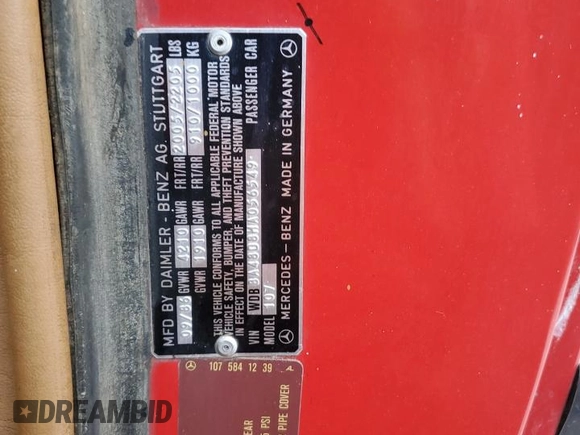 MFD BY DAIMLER-BENZ AG. STUTTGART
09/86 GVWR 4210 GAWR FRT/RR 2005/2205 LBS
GVWR 1910 GAWR FRT/RR 910/1000 KG
THIS VEHICLE CONFORMS TO ALL APPLICABLE FEDERAL MOTOR
VEHICLE SAFETY, BUMPER, AND THEFT PREVENTION STANDARDS
IN EFFECT ON THE DATE OF MANUFACTURE SHOWN ABOVE
VIN WDB PASSENGER CAR
MODEL 107
MERCEDES-BENZ MADE IN GERMANY
107 584 12 39 A
EAR
PSI
PIPE COVER
DREAMBID